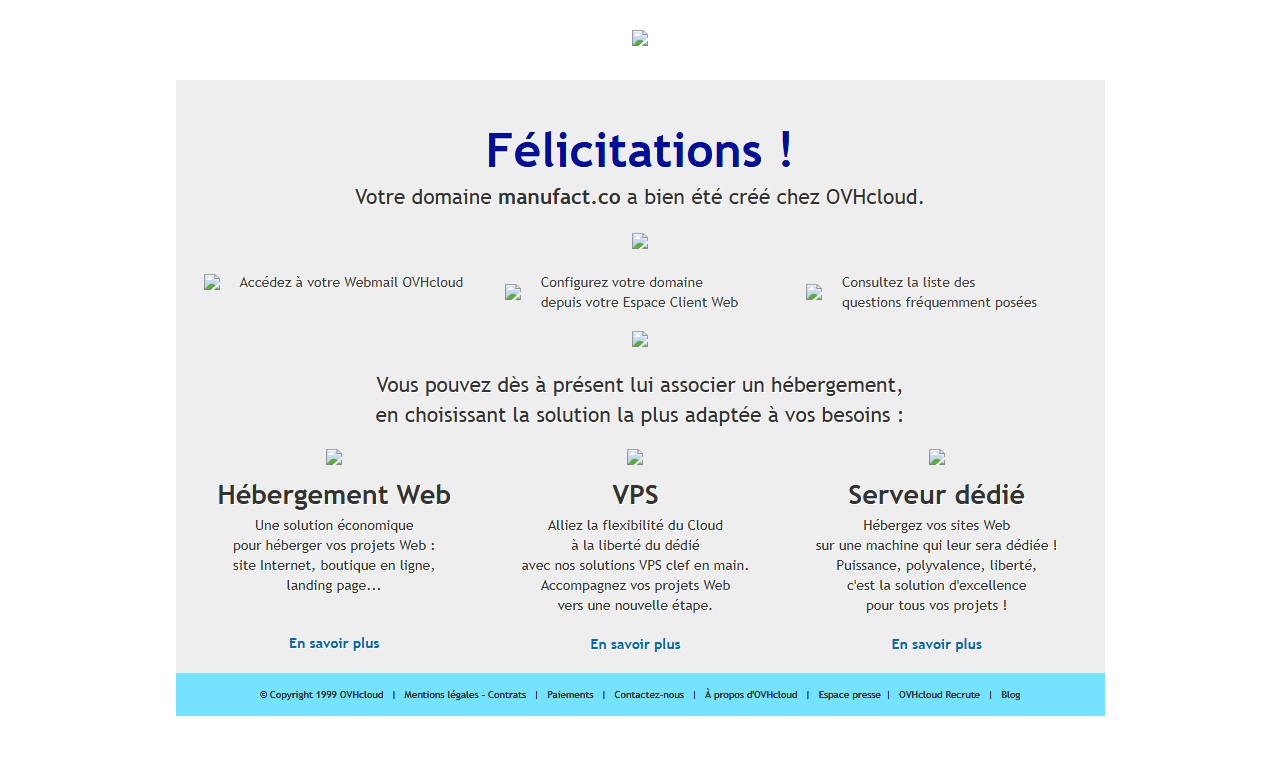 Félicitations !
Votre domaine manufact.co a bien été créé chez OVHcloud.
Accédez à votre Webmail OVHcloud
Configurez votre domaine
depuis votre Espace Client Web
Consultez la liste des
questions fréquemment posées
Vous pouvez dès à présent lui associer un hébergement,
en choisissant la solution la plus adaptée à vos besoins :
Hébergement Web
Une solution économique
pour héberger vos projets Web :
site Internet, boutique en ligne,
landing page...
En savoir plus
VPS
Alliez la flexibilité du Cloud
à la liberté du dédié
avec nos solutions VPS clef en main.
Accompagnez vos projets Web
vers une nouvelle étape.
En savoir plus
Serveur dédié
Hébergez vos sites Web
sur une machine qui leur sera dédiée !
Puissance, polyvalence, liberté,
c'est la solution d'excellence
pour tous vos projets !
En savoir plus
© Copyright 1999 OVHcloud | Mentions légales - Contrats | Paiements | Contactez-nous | À propos d'OVHcloud | Espace presse | OVHcloud Recrute | Blog